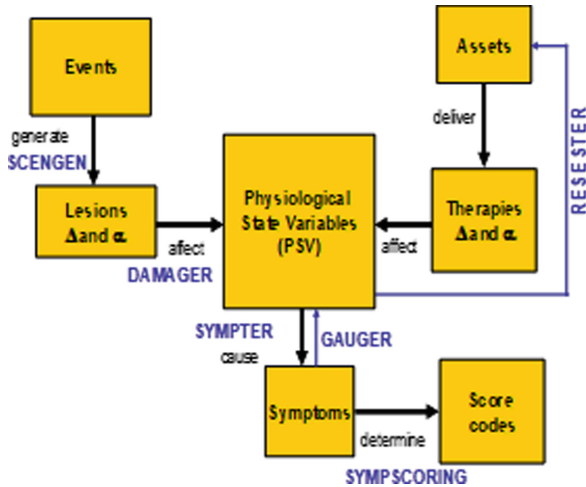 Events
Assets
generate
SCENGEN
deliver
RESESTER
Lesions
Δ and α
affect
DAMAGER
Physiological
State Variables
(PSV)
Therapies
Δ and α
affect
SYMPTER
cause
GAUGER
Symptoms
determine
SYMPSCORING
Score
codes